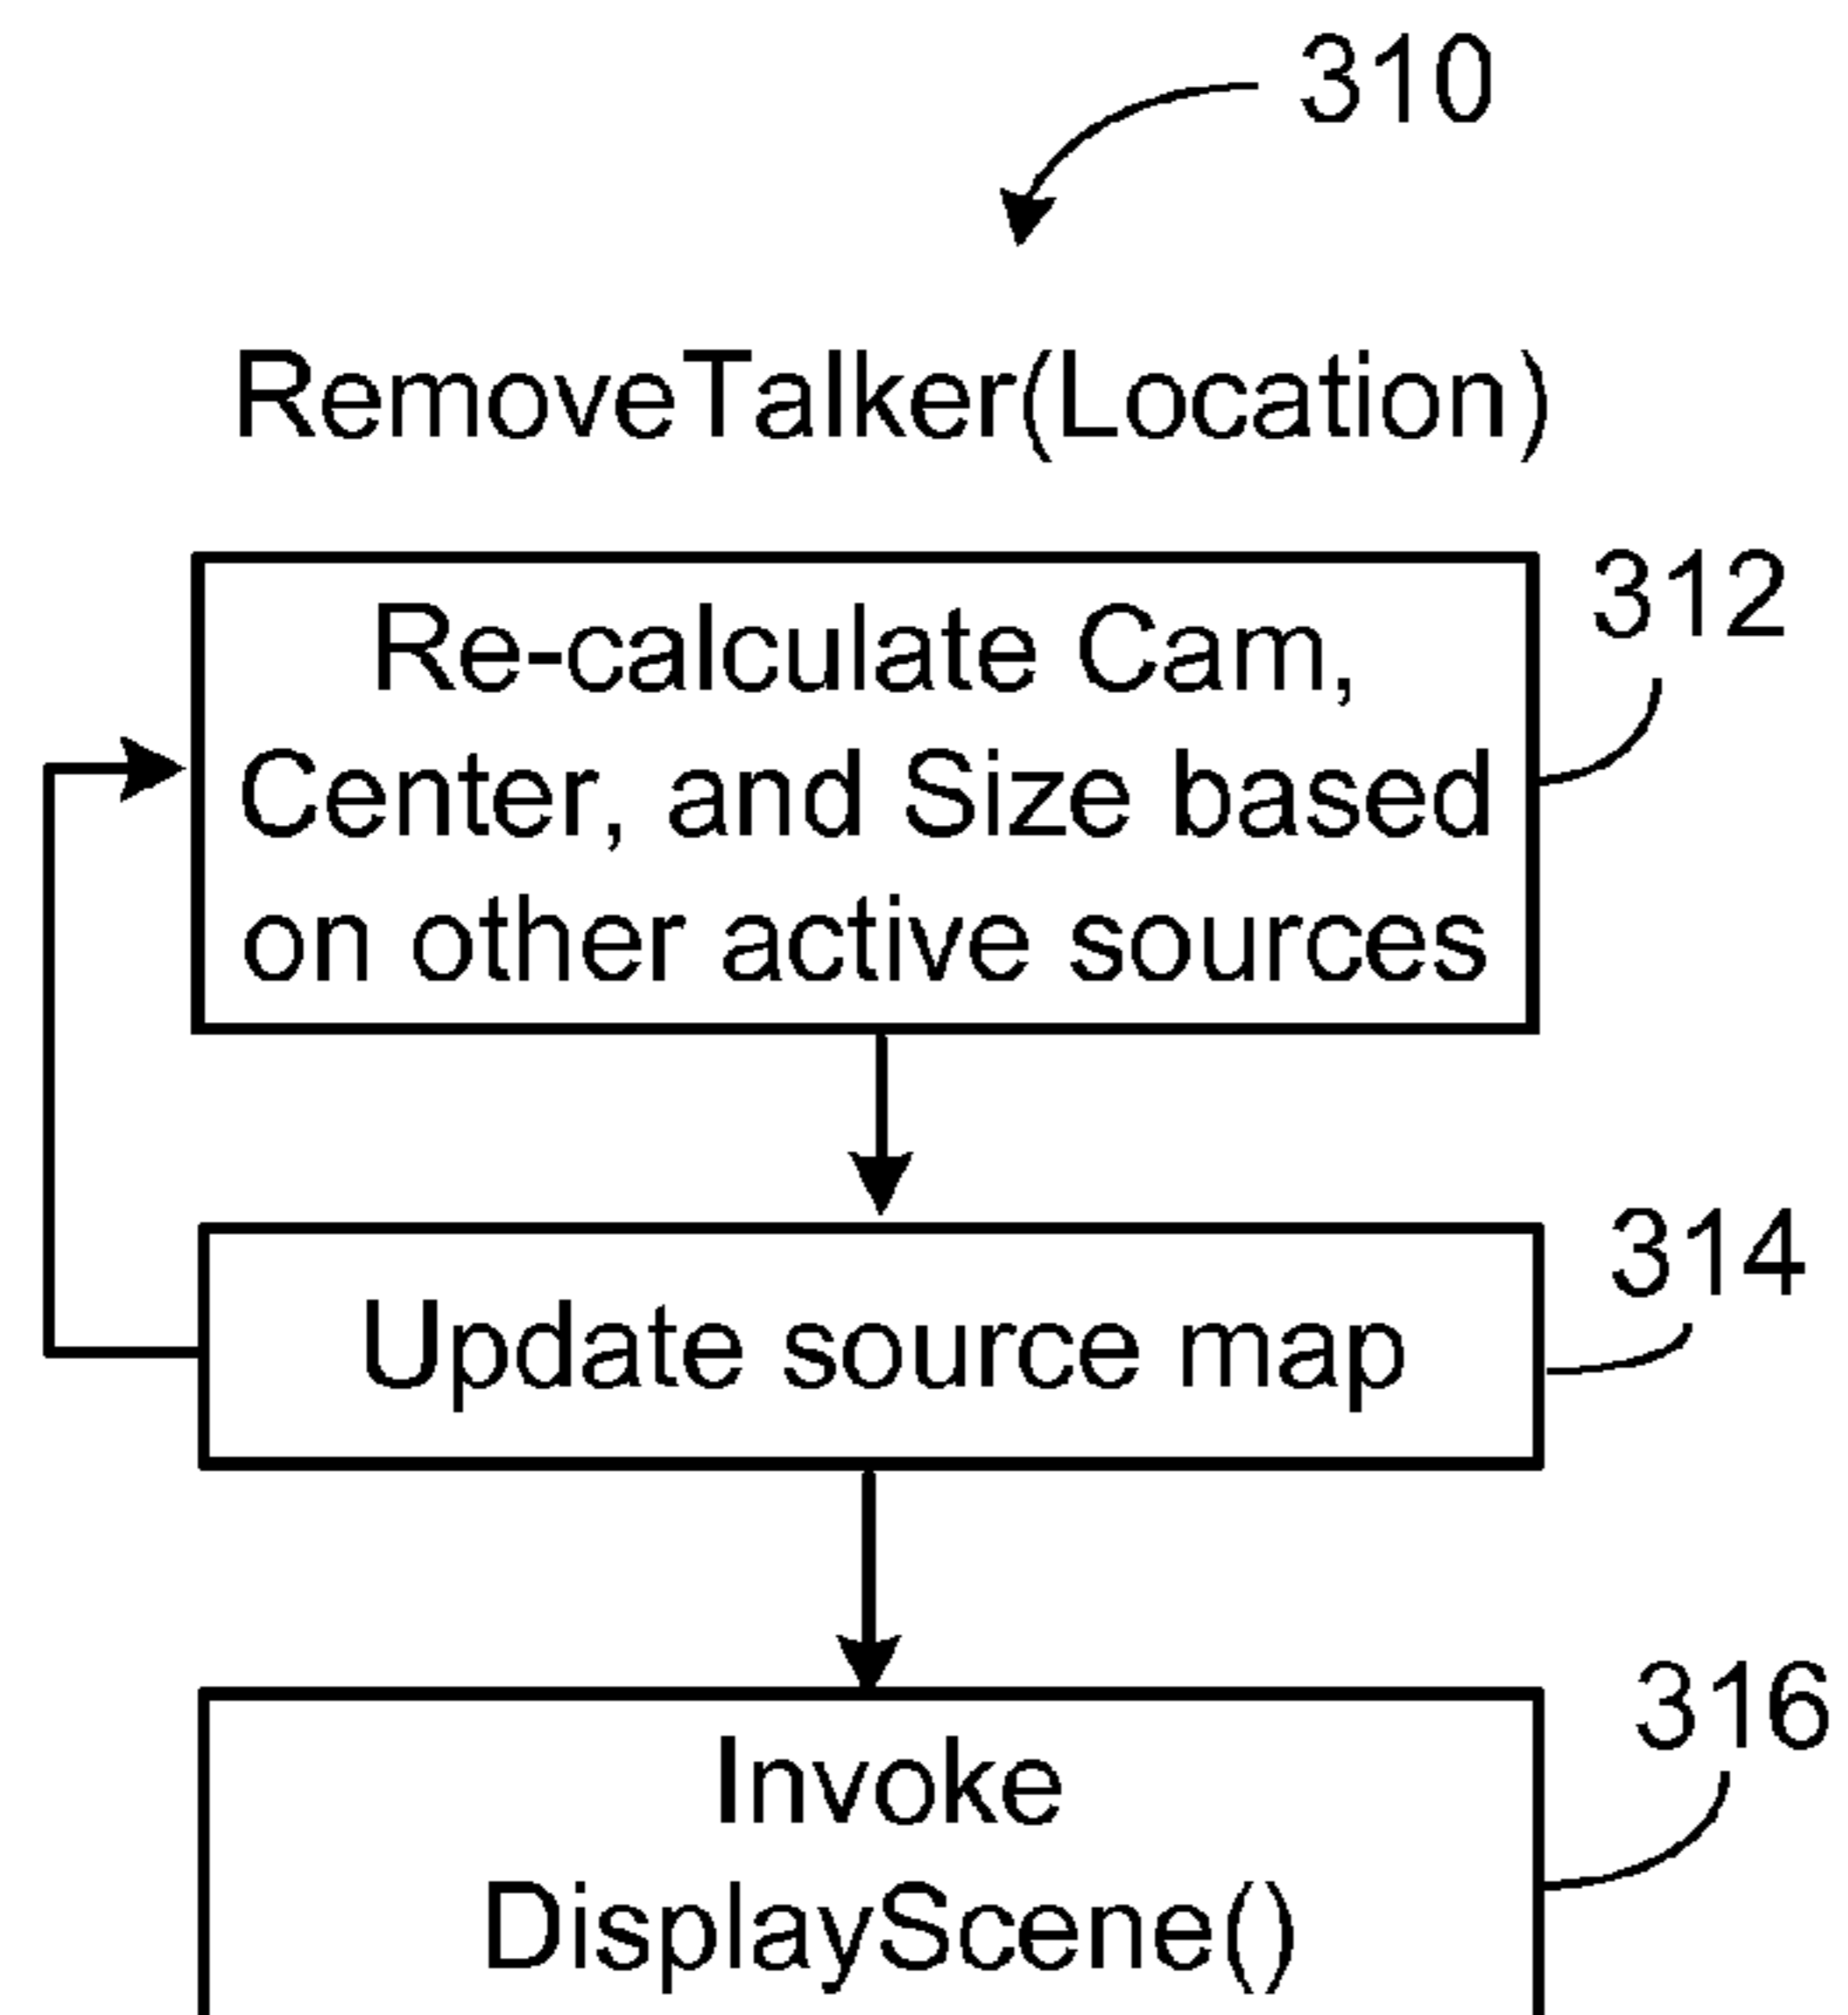 310
RemoveTalker(Location)
312
Re-calculate Cam,
Center, and Size based
on other active sources
314
Update source map
316
Invoke
DisplayScene()